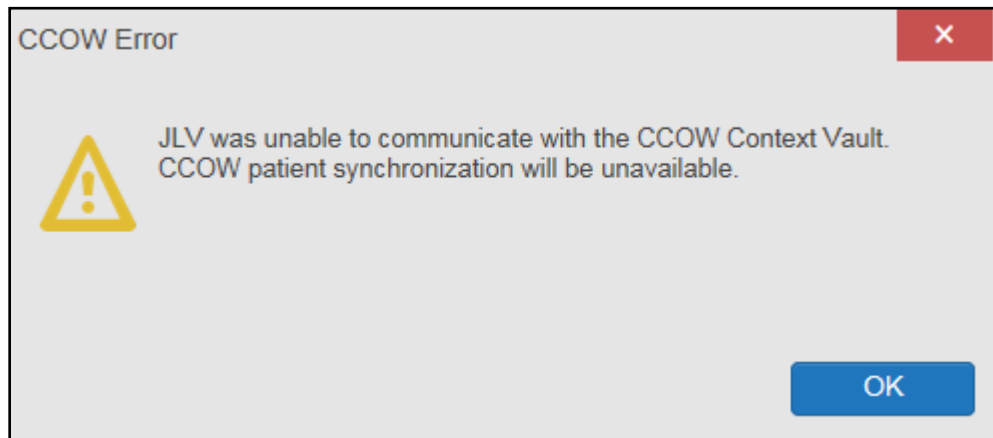 CCOW Error
JLV was unable to communicate with the CCOW Context Vault.
CCOW patient synchronization will be unavailable.
OK